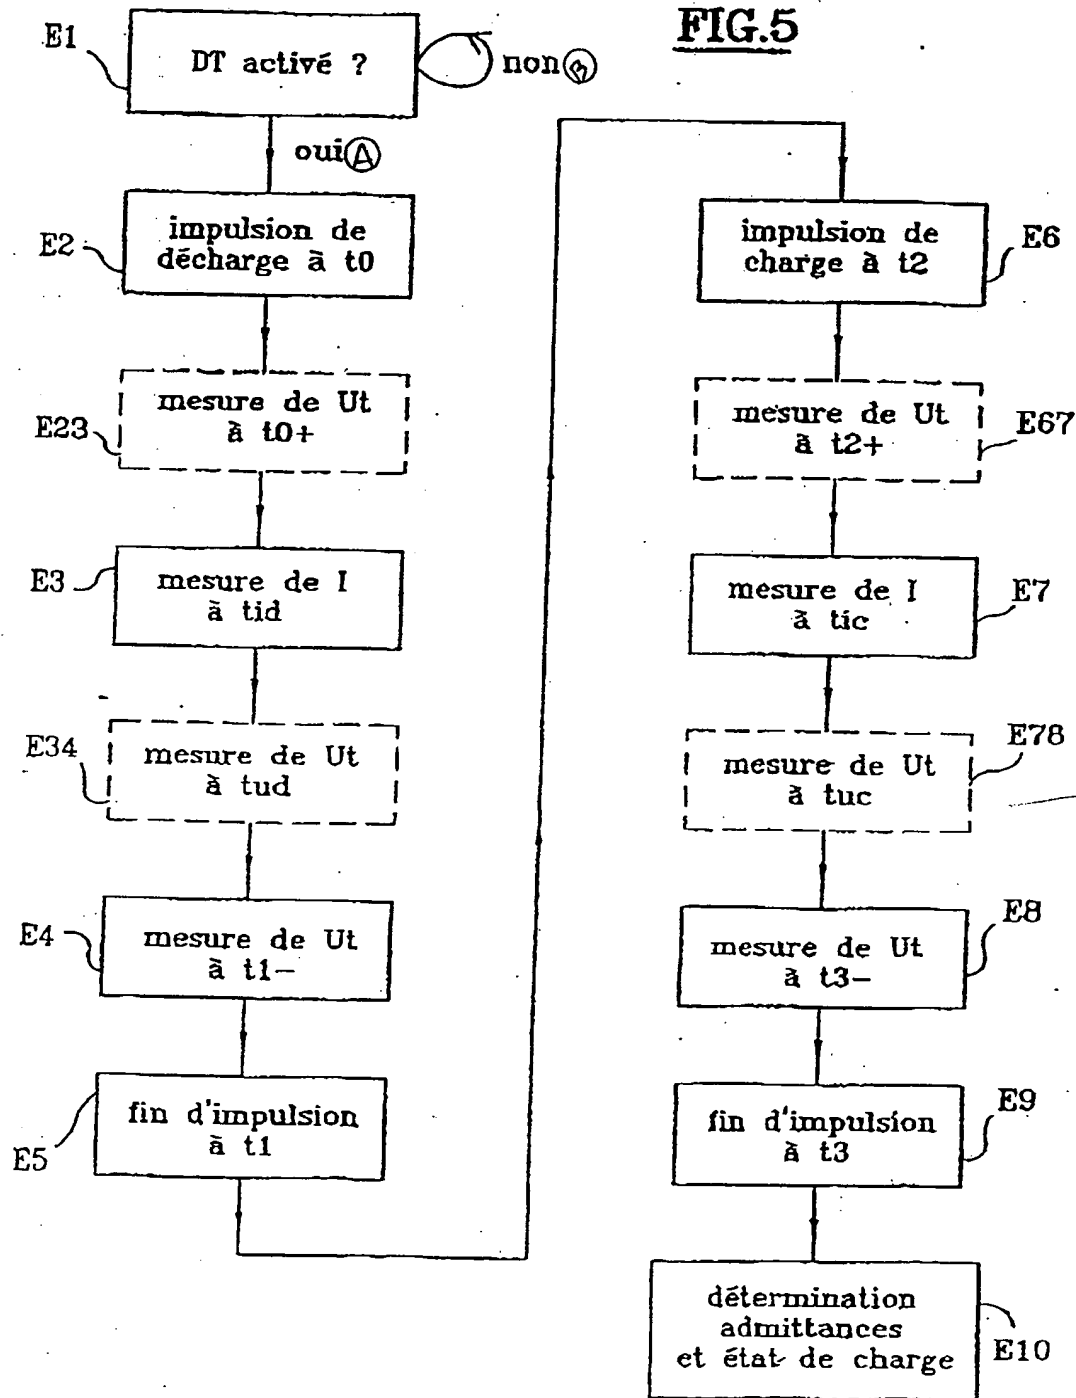 FIG.5
E1
DT activé ?
non B
oui A
E2
impulsion de
décharge à t0
E23
mesure de Ut
à t0+
E3
mesure de I
à tid
E34
mesure de Ut
à tud
E4
mesure de Ut
à t1-
E5
fin d'impulsion
à t1
E6
impulsion de
charge à t2
E67
mesure de Ut
à t2+
E7
mesure de I
à tic
E78
mesure de Ut
à tuc
E8
mesure de Ut
à t3-
E9
fin d'impulsion
à t3
E10
détermination
admittances
et état de charge